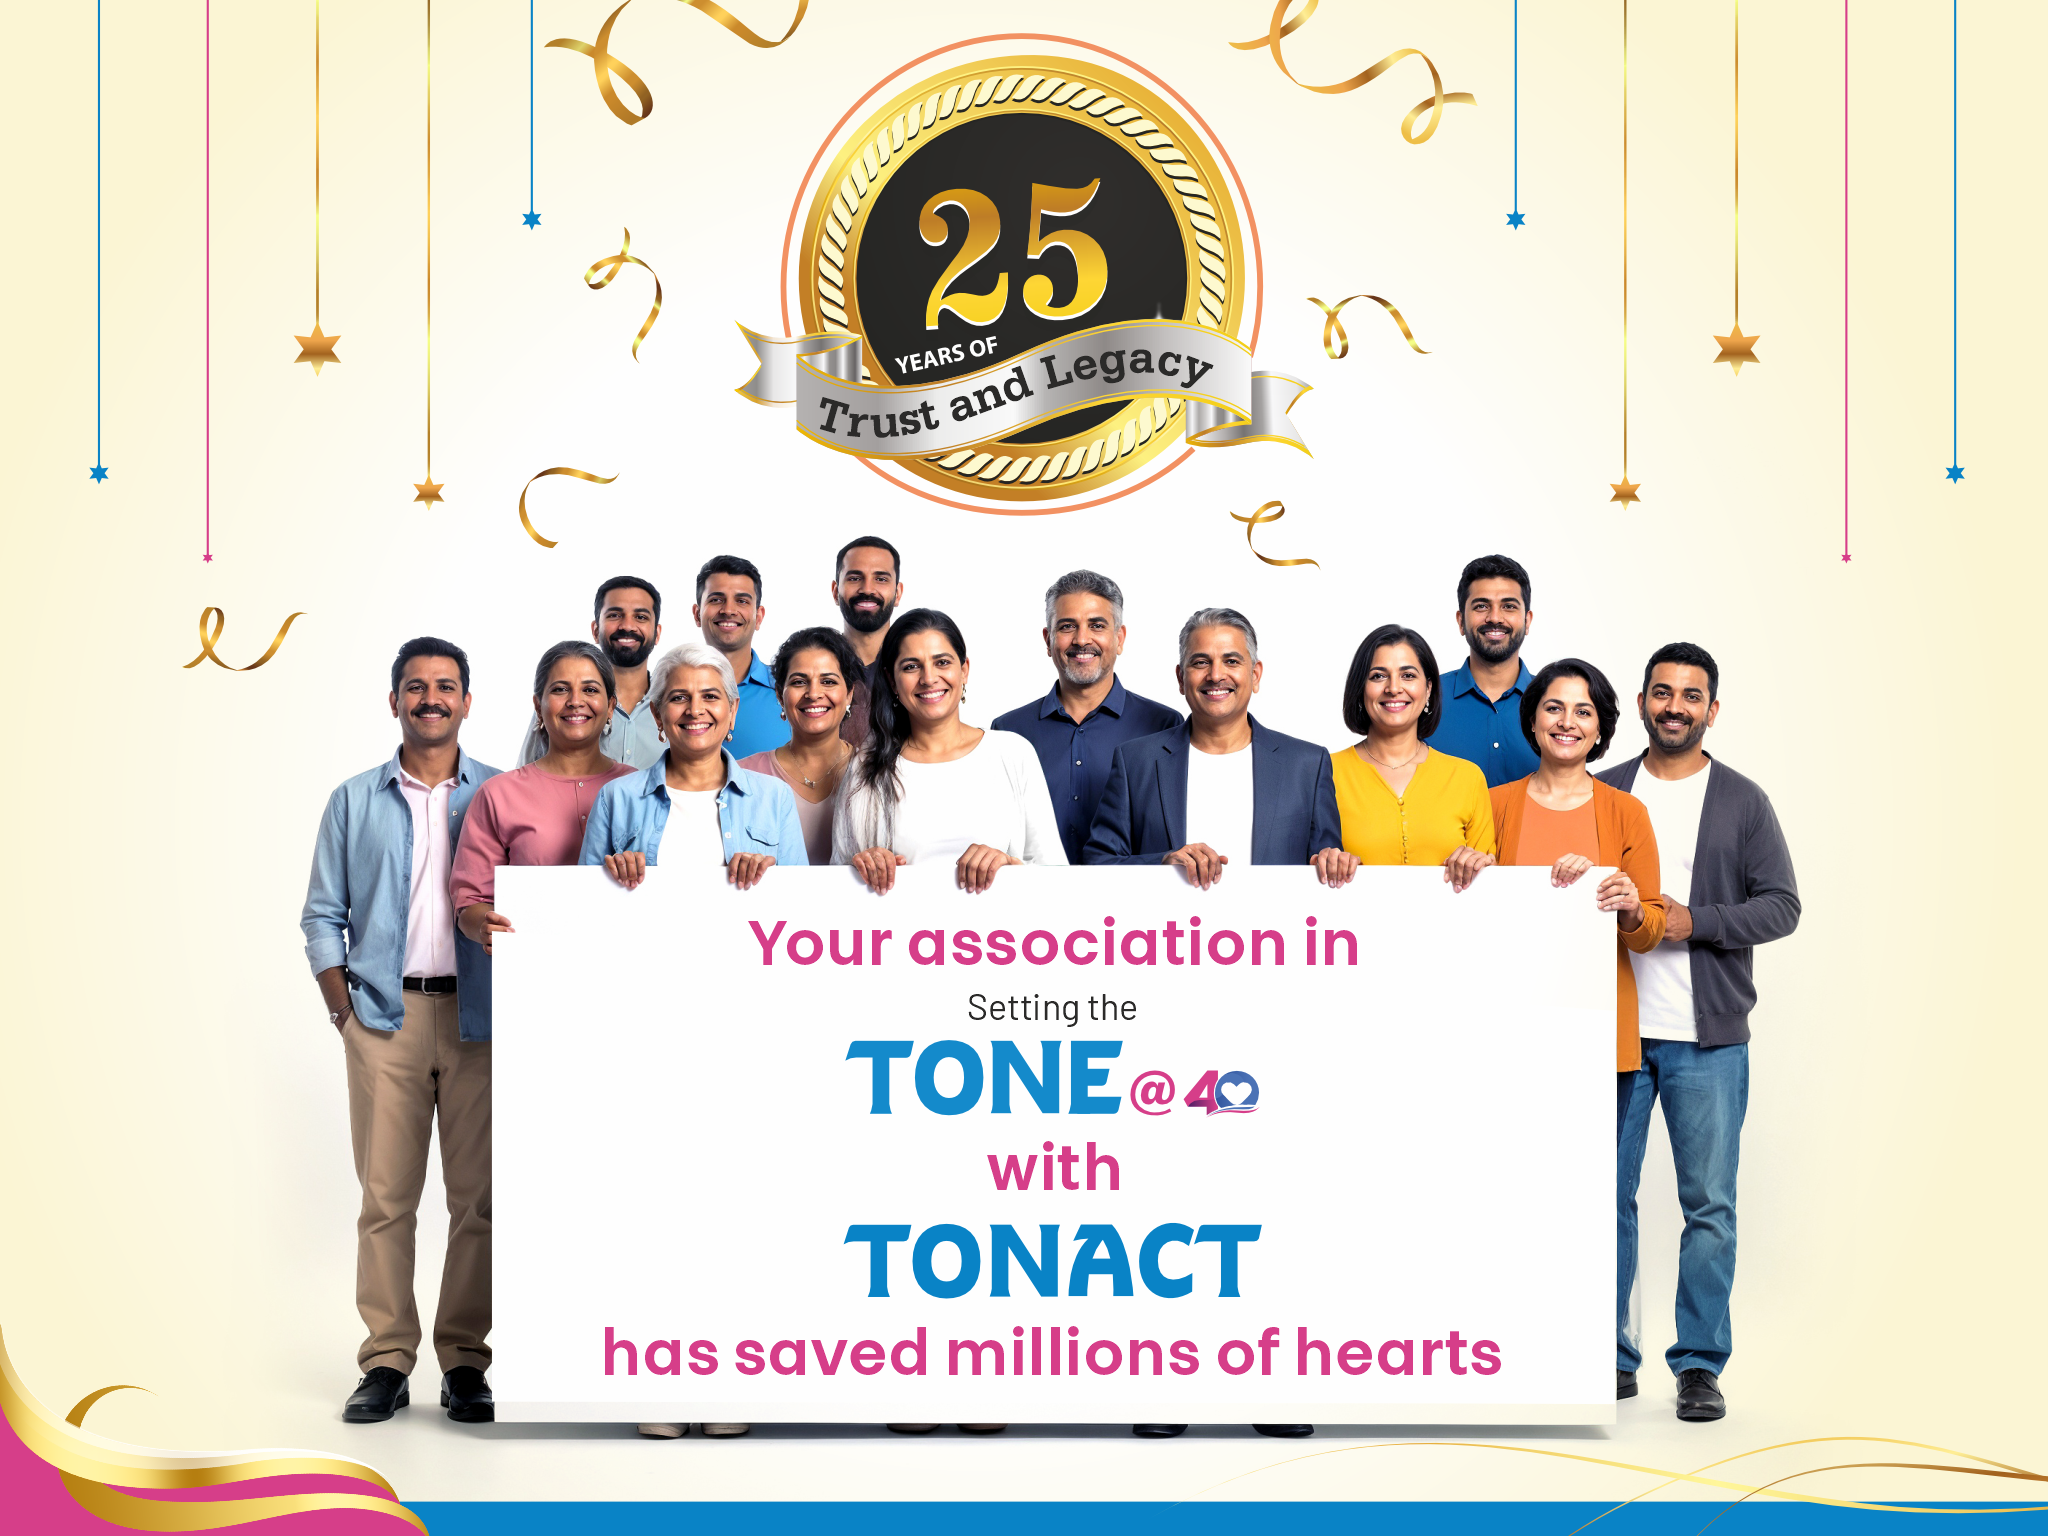 25
YEARS OF
Trust and Legacy
Your association in
Setting the
TONE@40
with
TONACT
has saved millions of hearts